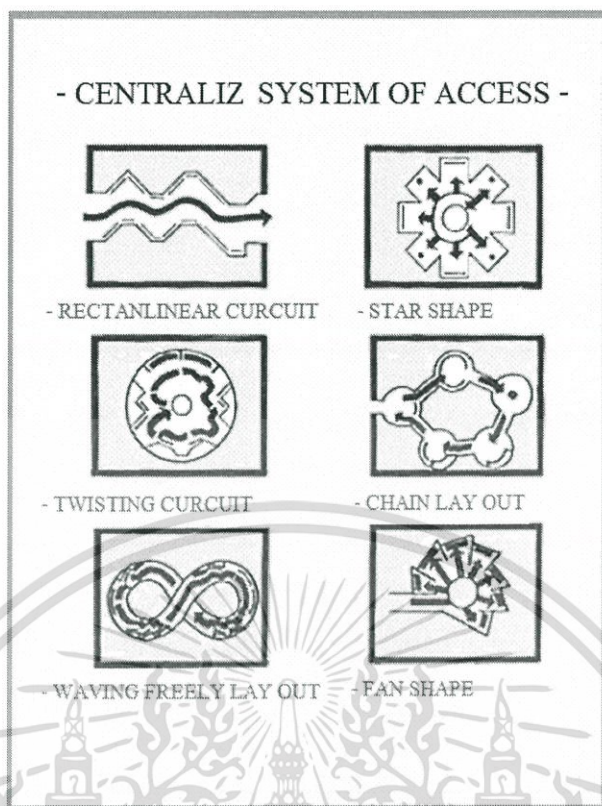 - CENTRALIZ SYSTEM OF ACCESS -
- RECTANLINEAR CURCUIT
- STAR SHAPE
- TWISTING CURCUIT
- CHAIN LAY OUT
- WAVING FREELY LAY OUT
- FAN SHAPE